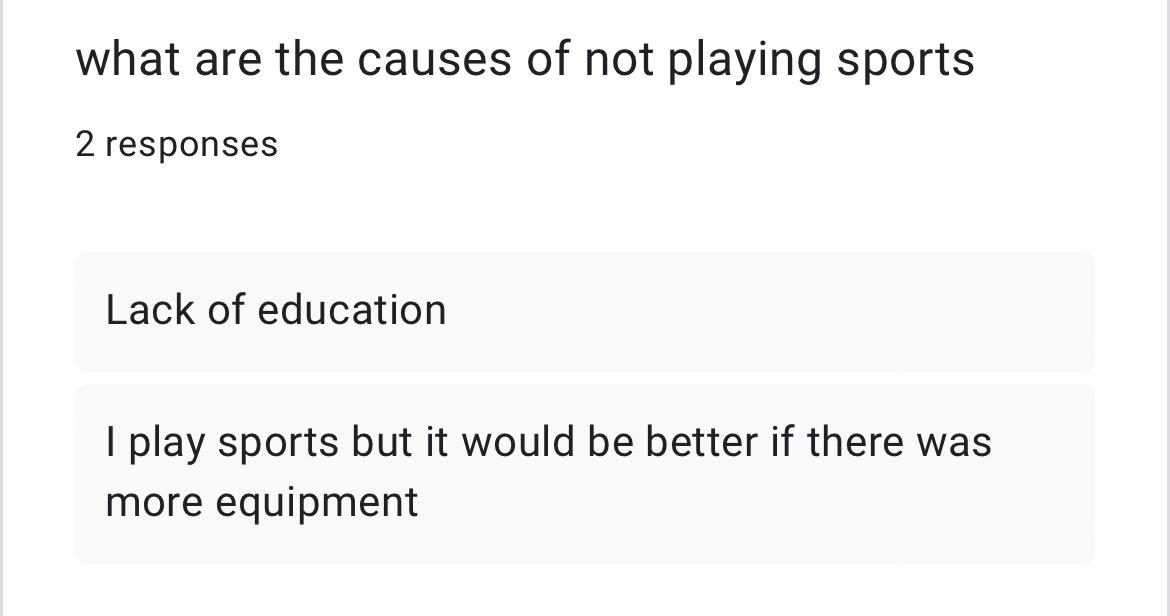 what are the causes of not playing sports
2 responses
Lack of education
I play sports but it would be better if there was
more equipment